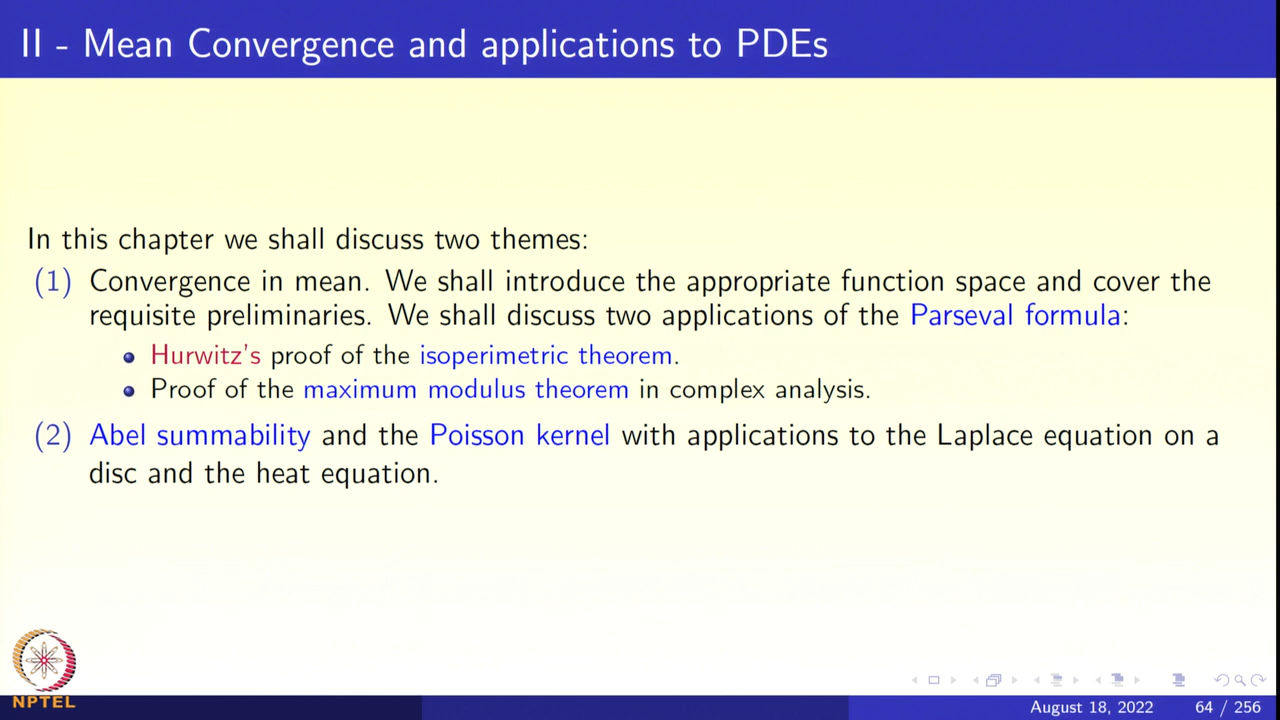 II - Mean Convergence and applications to PDEs
In this chapter we shall discuss two themes:
(1) Convergence in mean. We shall introduce the appropriate function space and cover the
requisite preliminaries. We shall discuss two applications of the Parseval formula:
Hurwitz's proof of the isoperimetric theorem.
Proof of the maximum modulus theorem in complex analysis.
(2) Abel summability and the Poisson kernel with applications to the Laplace equation on a
disc and the heat equation.
NPTEL
August 18, 2022 64 / 256